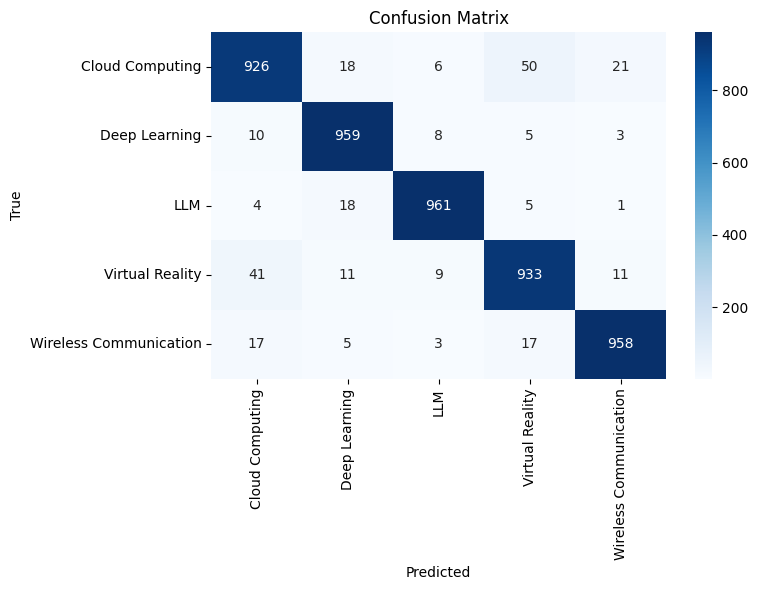 Confusion Matrix
Cloud Computing 926 18 6 50 21
800
Deep Learning 10 959 8 5 3
600
True
LLM 4 18 961 5 1
400
Virtual Reality 41 11 9 933 11
200
Wireless Communication 17 5 3 17 958
Cloud Computing
Deep Learning
LLM
Virtual Reality
Wireless Communication
Predicted